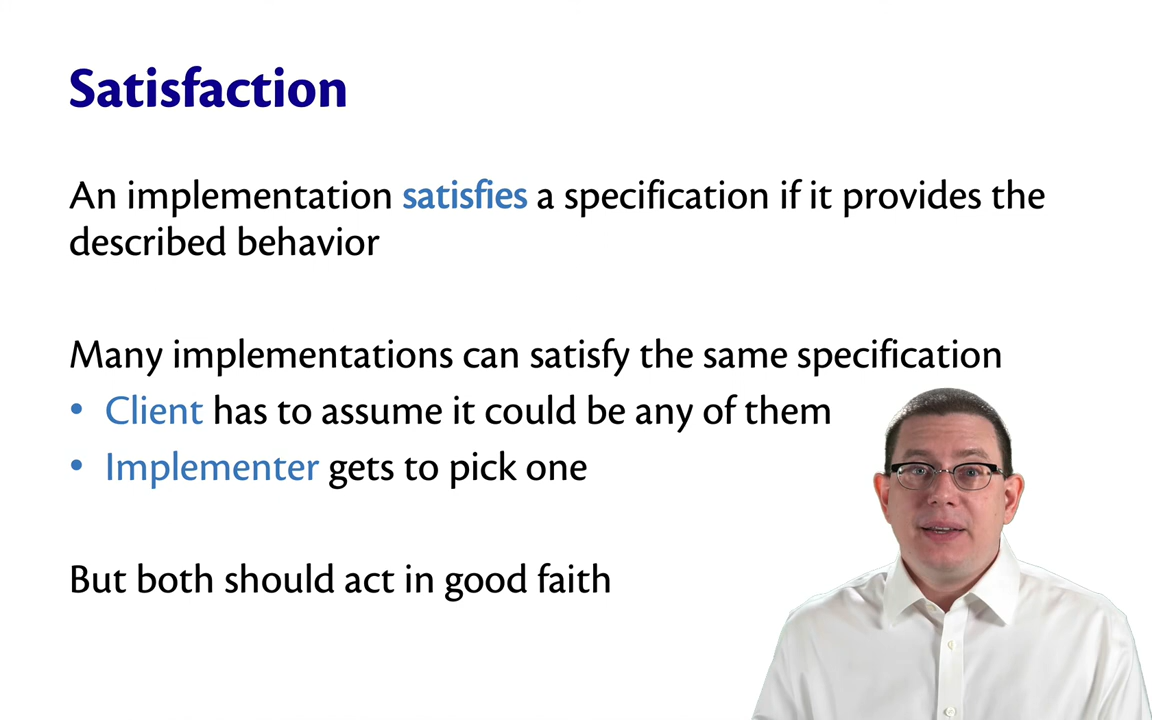 Satisfaction
An implementation satisfies a specification if it provides the
described behavior
Many implementations can satisfy the same specification
• Client has to assume it could be any of them
• Implementer gets to pick one
But both should act in good faith